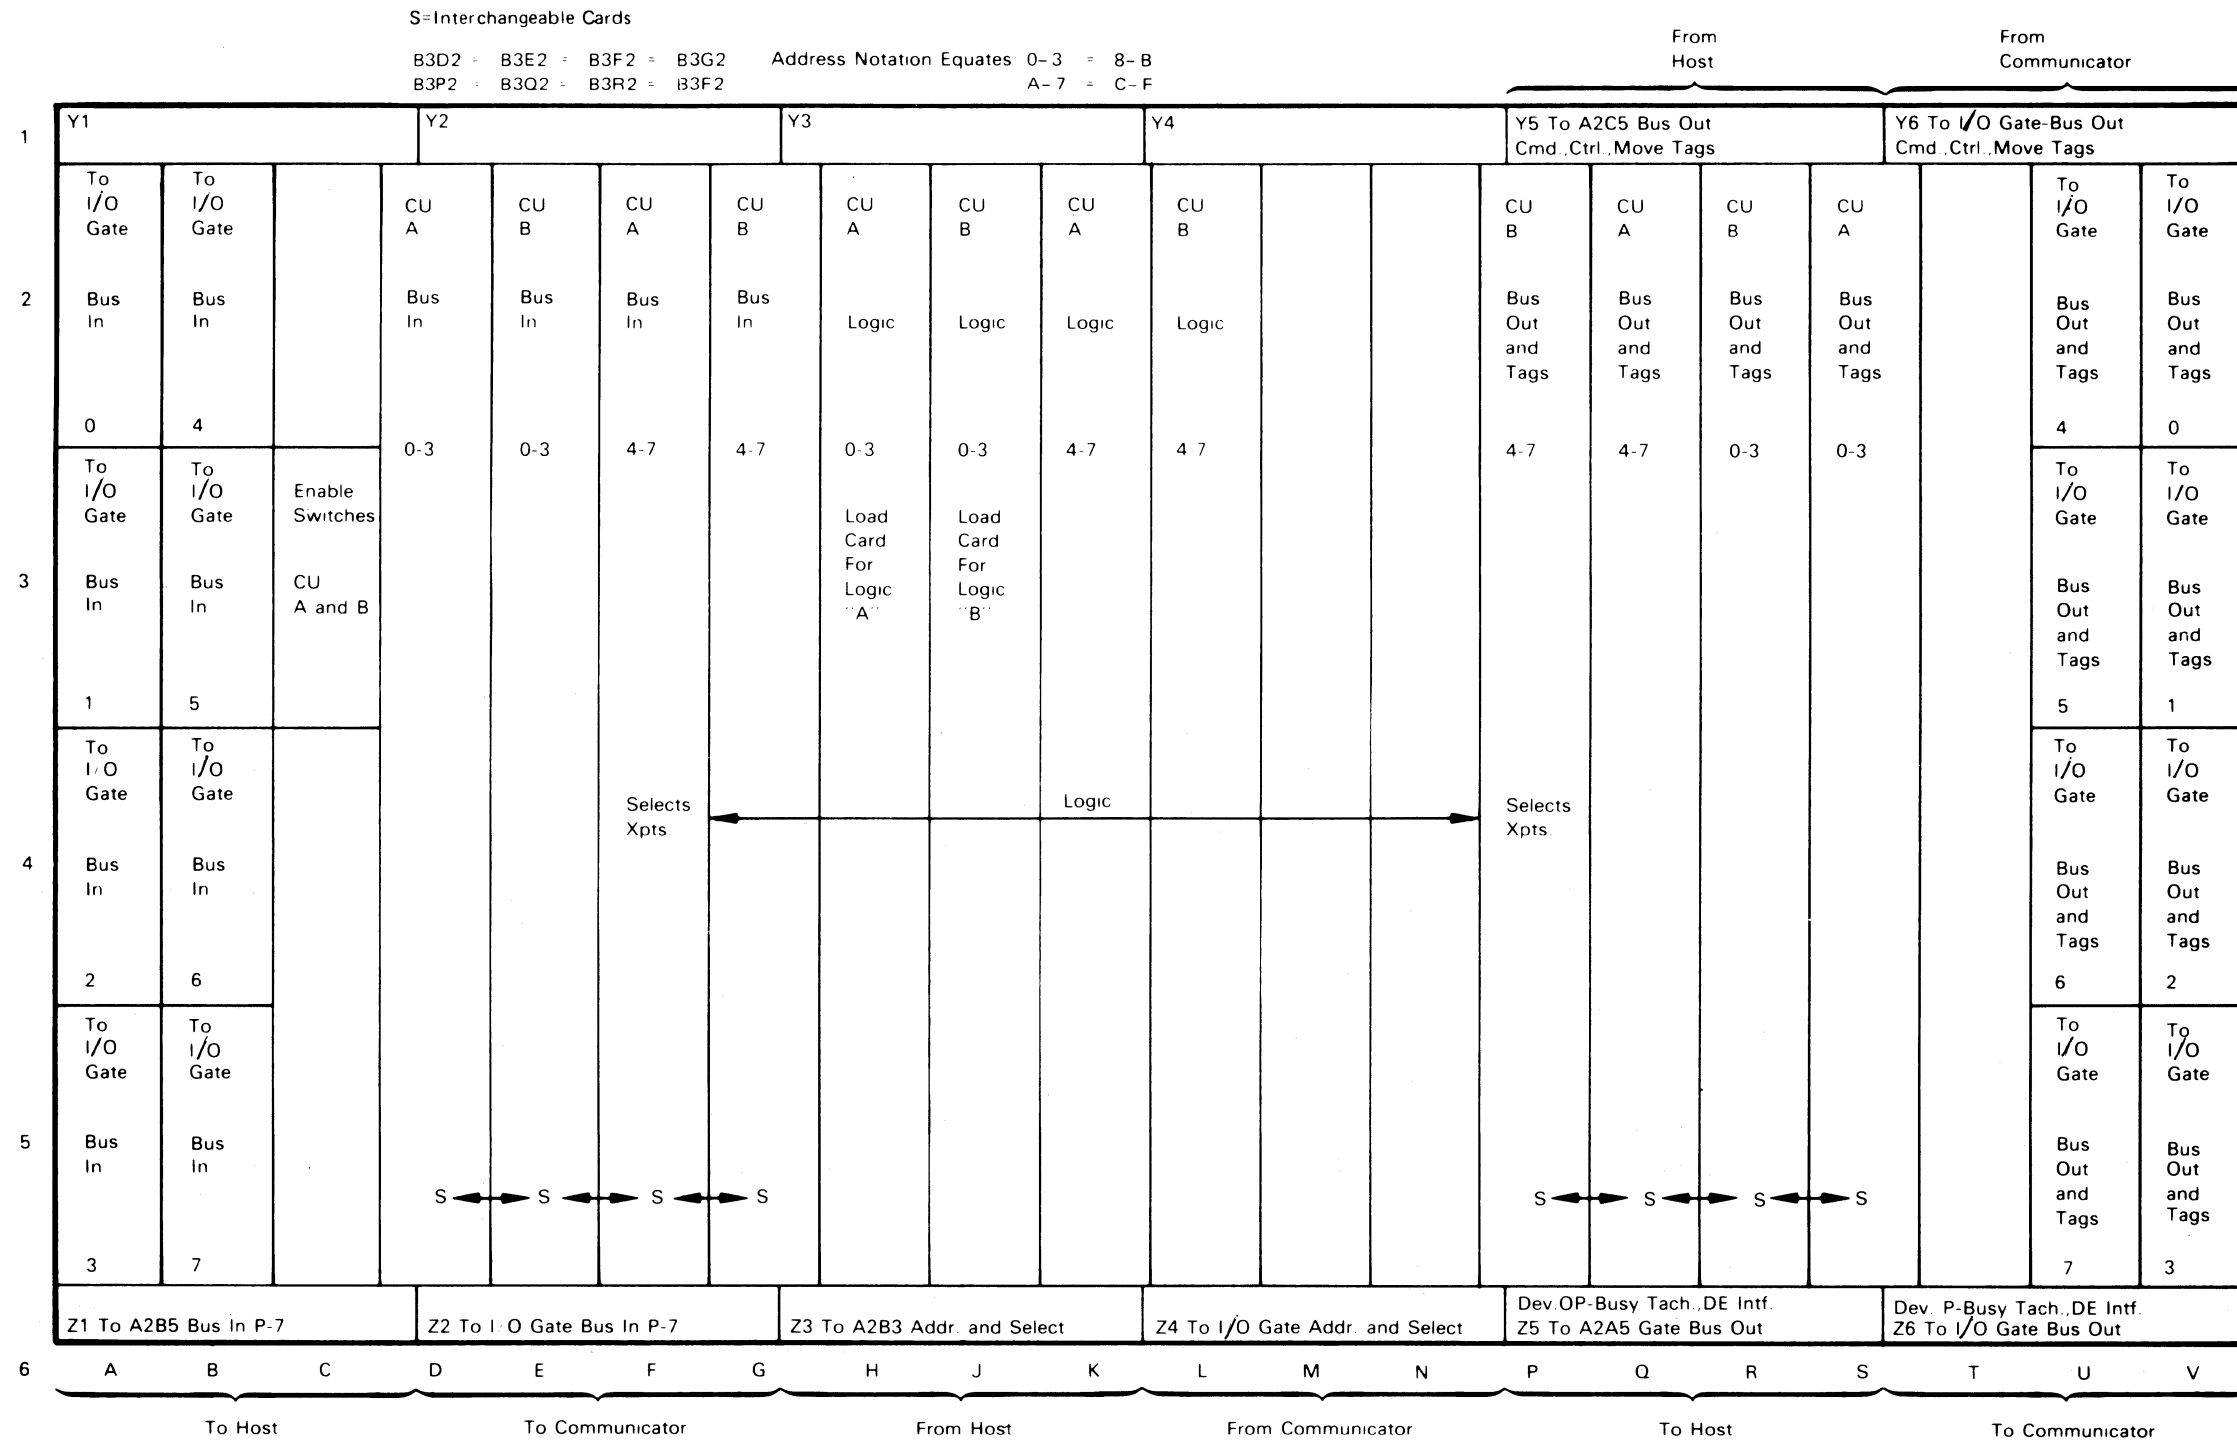 S=Interchangeable Cards
B3D2 = B3E2 = B3F2 = B3G2
B3P2 = B3Q2 = B3R2 = B3F2
Address Notation Equates 0-3 = 8-B
A-7 = C-F
From
Host
From
Communicator
1
Y1
Y2
Y3
Y4
Y5 To A2C5 Bus Out
Cmd.,Ctrl.,Move Tags
Y6 To I/O Gate-Bus Out
Cmd.,Ctrl.,Move Tags
2
To
I/O
Gate
Bus
In
0
To
I/O
Gate
Bus
In
4
CU
A
Bus
In
0-3
CU
B
Bus
In
0-3
CU
A
Bus
In
4-7
CU
B
Bus
In
4-7
CU
A
Logic
0-3
CU
B
Logic
0-3
CU
A
Logic
4-7
CU
B
Logic
4 7
CU
B
Bus
Out
and
Tags
4-7
CU
A
Bus
Out
and
Tags
4-7
CU
B
Bus
Out
and
Tags
0-3
CU
A
Bus
Out
and
Tags
0-3
To
I/O
Gate
Bus
Out
and
Tags
4
To
I/O
Gate
Bus
Out
and
Tags
0
3
To
I/O
Gate
Bus
In
1
To
I/O
Gate
Bus
In
5
Enable
Switches
CU
A and B
Load
Card
For
Logic
"A"
Load
Card
For
Logic
"B"
To
I/O
Gate
Bus
Out
and
Tags
5
To
I/O
Gate
Bus
Out
and
Tags
1
4
To
I/O
Gate
Bus
In
2
To
I/O
Gate
Bus
In
6
Selects
Xpts
Logic
Selects
Xpts
To
I/O
Gate
Bus
Out
and
Tags
6
To
I/O
Gate
Bus
Out
and
Tags
2
5
To
I/O
Gate
Bus
In
3
To
I/O
Gate
Bus
In
7
S S S S
S S S S
To
I/O
Gate
Bus
Out
and
Tags
7
To
I/O
Gate
Bus
Out
and
Tags
3
Z1 To A2B5 Bus In P-7
Z2 To I/O Gate Bus In P-7
Z3 To A2B3 Addr. and Select
Z4 To I/O Gate Addr. and Select
Dev.OP-Busy Tach.,DE Intf.
Z5 To A2A5 Gate Bus Out
Dev. P-Busy Tach.,DE Intf.
Z6 To I/O Gate Bus Out
6 A B C D E F G H J K L M N P Q R S T U V
To Host
To Communicator
From Host
From Communicator
To Host
To Communicator